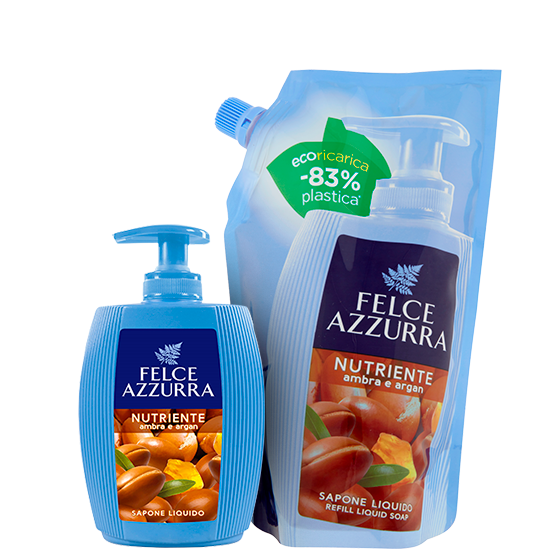 ecoricarica
-83%
plastica*
FELCE
AZZURRA
NUTRIENTE
ambra e argan
SAPONE LIQUIDO
REFILL LIQUID SOAP
FELCE
AZZURRA
NUTRIENTE
ambra e argan
SAPONE LIQUIDO